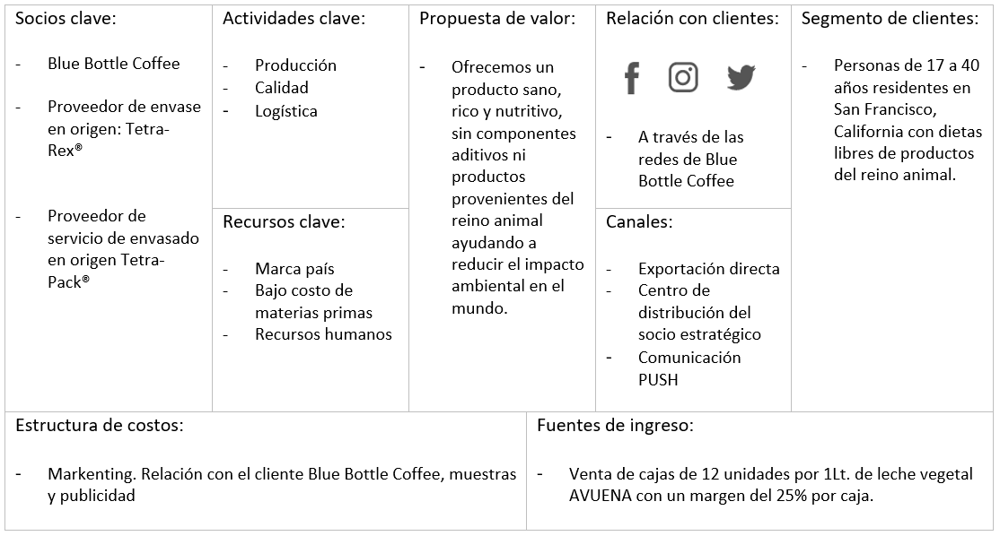 Socios clave:
- Blue Bottle Coffee
- Proveedor de envase
en origen: Tetra-
Rex®
- Proveedor de
servicio de envasado
en origen Tetra-
Pack®
Actividades clave:
- Producción
- Calidad
- Logística
Recursos clave:
- Marca país
- Bajo costo de
materias primas
- Recursos humanos
Propuesta de valor:
- Ofrecemos un
producto sano,
rico y nutritivo,
sin componentes
aditivos ni
productos
provenientes del
reino animal
ayudando a
reducir el impacto
ambiental en el
mundo.
Relación con clientes:
- A través de las
redes de Blue
Bottle Coffee
Canales:
- Exportación directa
- Centro de
distribución del
socio estratégico
- Comunicación
PUSH
Segmento de clientes:
- Personas de 17 a 40
años residentes en
San Francisco,
California con dietas
libres de productos
del reino animal.
Estructura de costos:
- Markenting. Relación con el cliente Blue Bottle Coffee, muestras
y publicidad
Fuentes de ingreso:
- Venta de cajas de 12 unidades por 1Lt. de leche vegetal
AVUENA con un margen del 25% por caja.